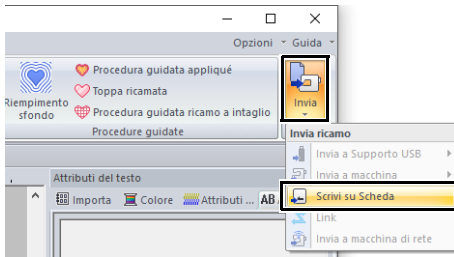 Opzioni Guida
Riempimento sfondo
Procedura guidata appliqué
Toppa ricamata
Procedura guidata ricamo a intaglio
Procedure guidate
Invia
Invia ricamo
Invia a Supporto USB
Invia a macchina
Scrivi su Scheda
Link
Invia a macchina di rete
Attributi del testo
Importa Colore Attributi ... AB